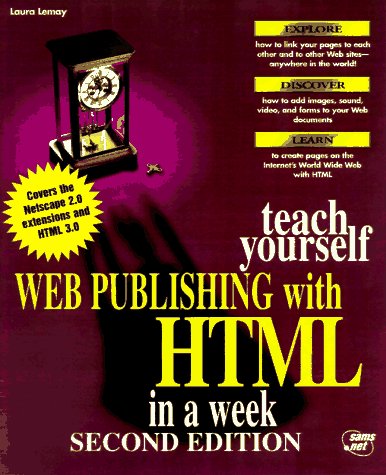 Laura Lemay
EXPLORE
how to link your pages to each
other and to other Web sites—
anywhere in the world!
DISCOVER
how to add images, sound,
video, and forms to your Web
documents
LEARN
to create pages on the
Internet's World Wide Web
with HTML
Covers the
Netscape 2.0
extensions and
HTML 3.0
teach
yourself
WEB PUBLISHING with
HTML
in a week
SECOND EDITION
sams
.net